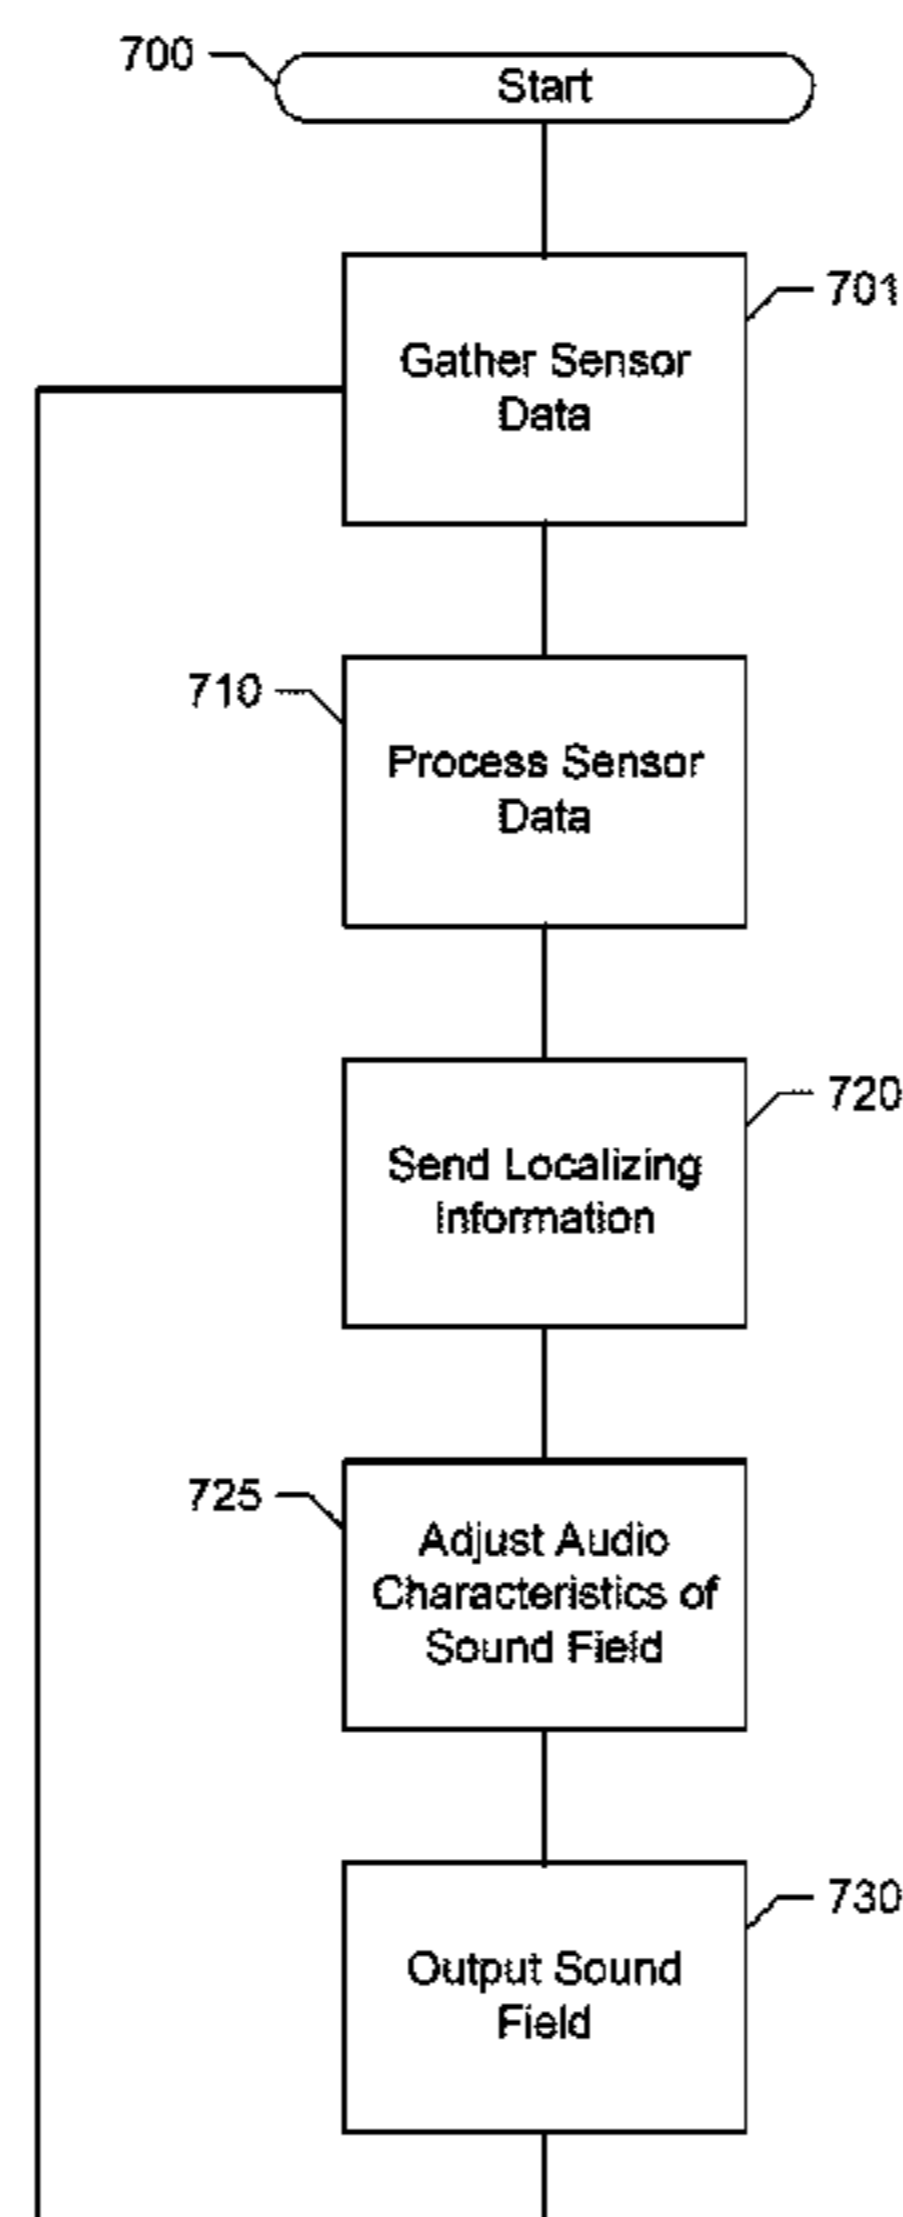 700
Start
701
Gather Sensor
Data
710
Process Sensor
Data
720
Send Localizing
Information
725
Adjust Audio
Characteristics of
Sound Field
730
Output Sound
Field